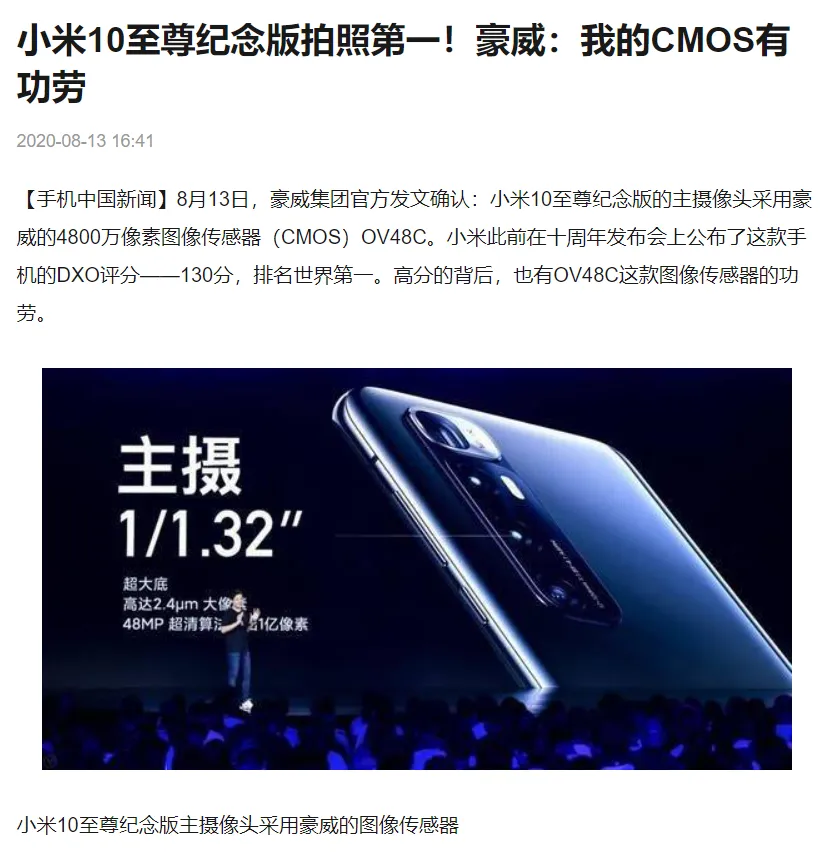 小米10至尊纪念版拍照第一！豪威：我的CMOS有
功劳
2020-08-13 16:41
【手机中国新闻】8月13日，豪威集团官方发文确认：小米10至尊纪念版的主摄像头采用豪
威的4800万像素图像传感器（CMOS）OV48C。小米此前在十周年发布会上公布了这款手
机的DXO评分——130分，排名世界第一。高分的背后，也有OV48C这款图像传感器的功
劳。
主摄
1/1.32″
超大底
高达2.4μm 大像素
48MP 超清算 1亿像素
小米10至尊纪念版主摄像头采用豪威的图像传感器